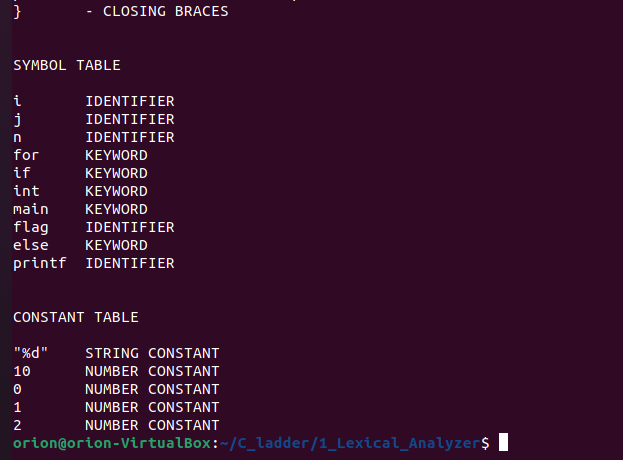 }       - CLOSING BRACES
SYMBOL TABLE
i       IDENTIFIER
j       IDENTIFIER
n       IDENTIFIER
for     KEYWORD
if      KEYWORD
int     KEYWORD
main    KEYWORD
flag    IDENTIFIER
else    KEYWORD
printf  IDENTIFIER
CONSTANT TABLE
"%d"    STRING CONSTANT
10      NUMBER CONSTANT
0       NUMBER CONSTANT
1       NUMBER CONSTANT
2       NUMBER CONSTANT
orion@orion-VirtualBox:~/C_ladder/1_Lexical_Analyzer$